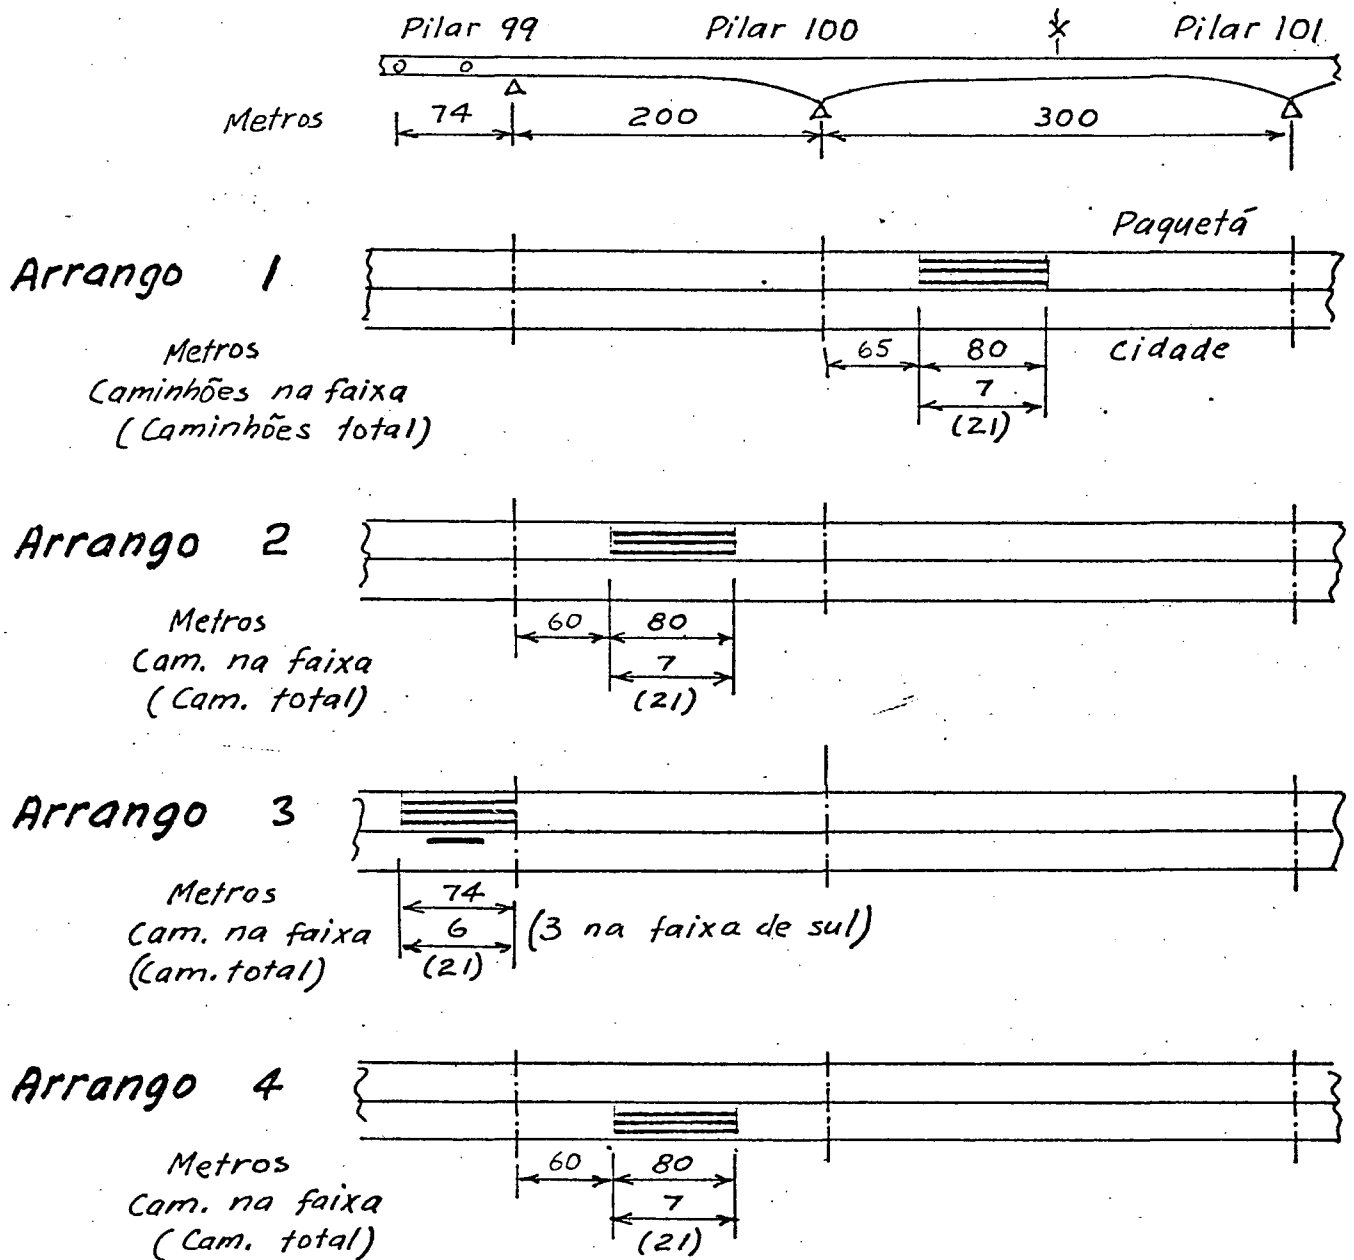 Pilar 99 Pilar 100 Pilar 101
Metros 74 200 300
Paquetá
Arrango 1
Metros 65 80 Cidade
Caminhões na faixa 7
(Caminhões total) (21)
Arrango 2
Metros 60 80
Cam. na faixa 7
(Cam. total) (21)
Arrango 3
Metros 74
Cam. na faixa 6 (3 na faixa de sul)
(Cam. total) (21)
Arrango 4
Metros 60 80
Cam. na faixa 7
(Cam. total) (21)